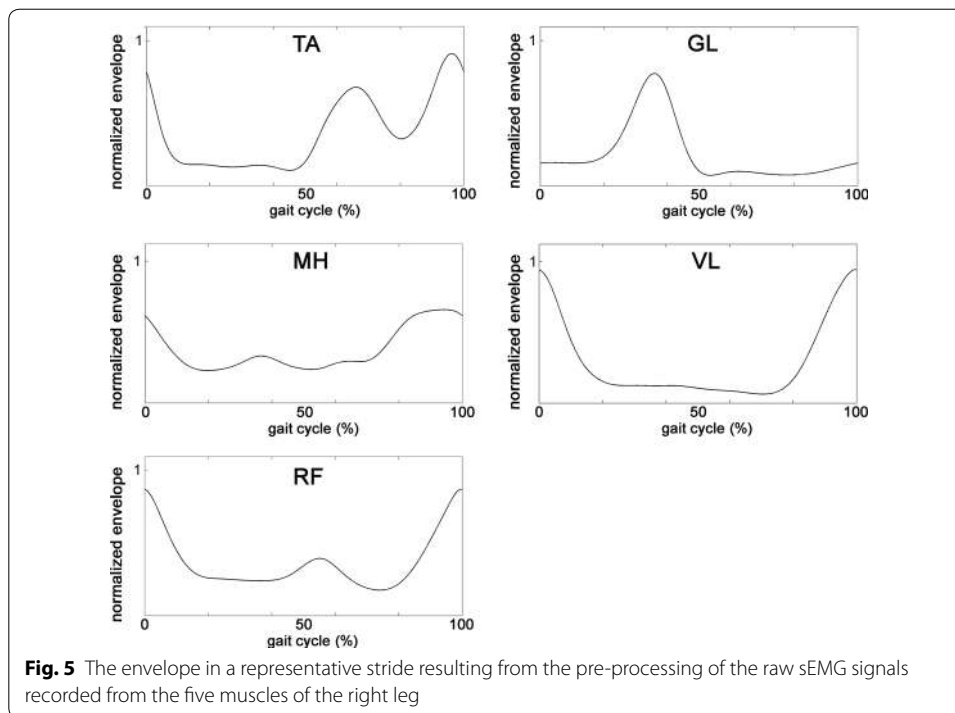 TA
1
normalized envelope
0 50 100
gait cycle (%)
GL
1
normalized envelope
0 50 100
gait cycle (%)
MH
1
normalized envelope
0 50 100
gait cycle (%)
VL
1
normalized envelope
0 50 100
gait cycle (%)
RF
1
normalized envelope
0 50 100
gait cycle (%)
Fig. 5 The envelope in a representative stride resulting from the pre-processing of the raw sEMG signals
recorded from the five muscles of the right leg